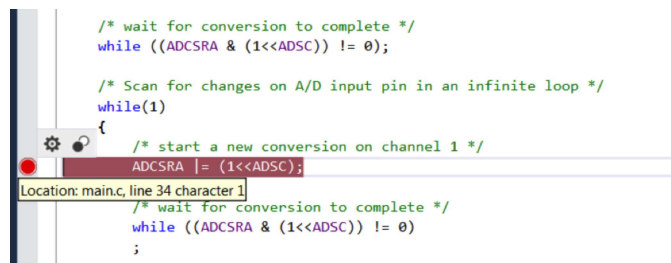 /* wait for conversion to complete */
while ((ADCSRA & (1<<ADSC)) != 0);
/* Scan for changes on A/D input pin in an infinite loop */
while(1)
{
/* start a new conversion on channel 1 */
ADCSRA |= (1<<ADSC);
Location: main.c, line 34 character 1
/* wait for conversion to complete */
while ((ADCSRA & (1<<ADSC)) != 0)
;